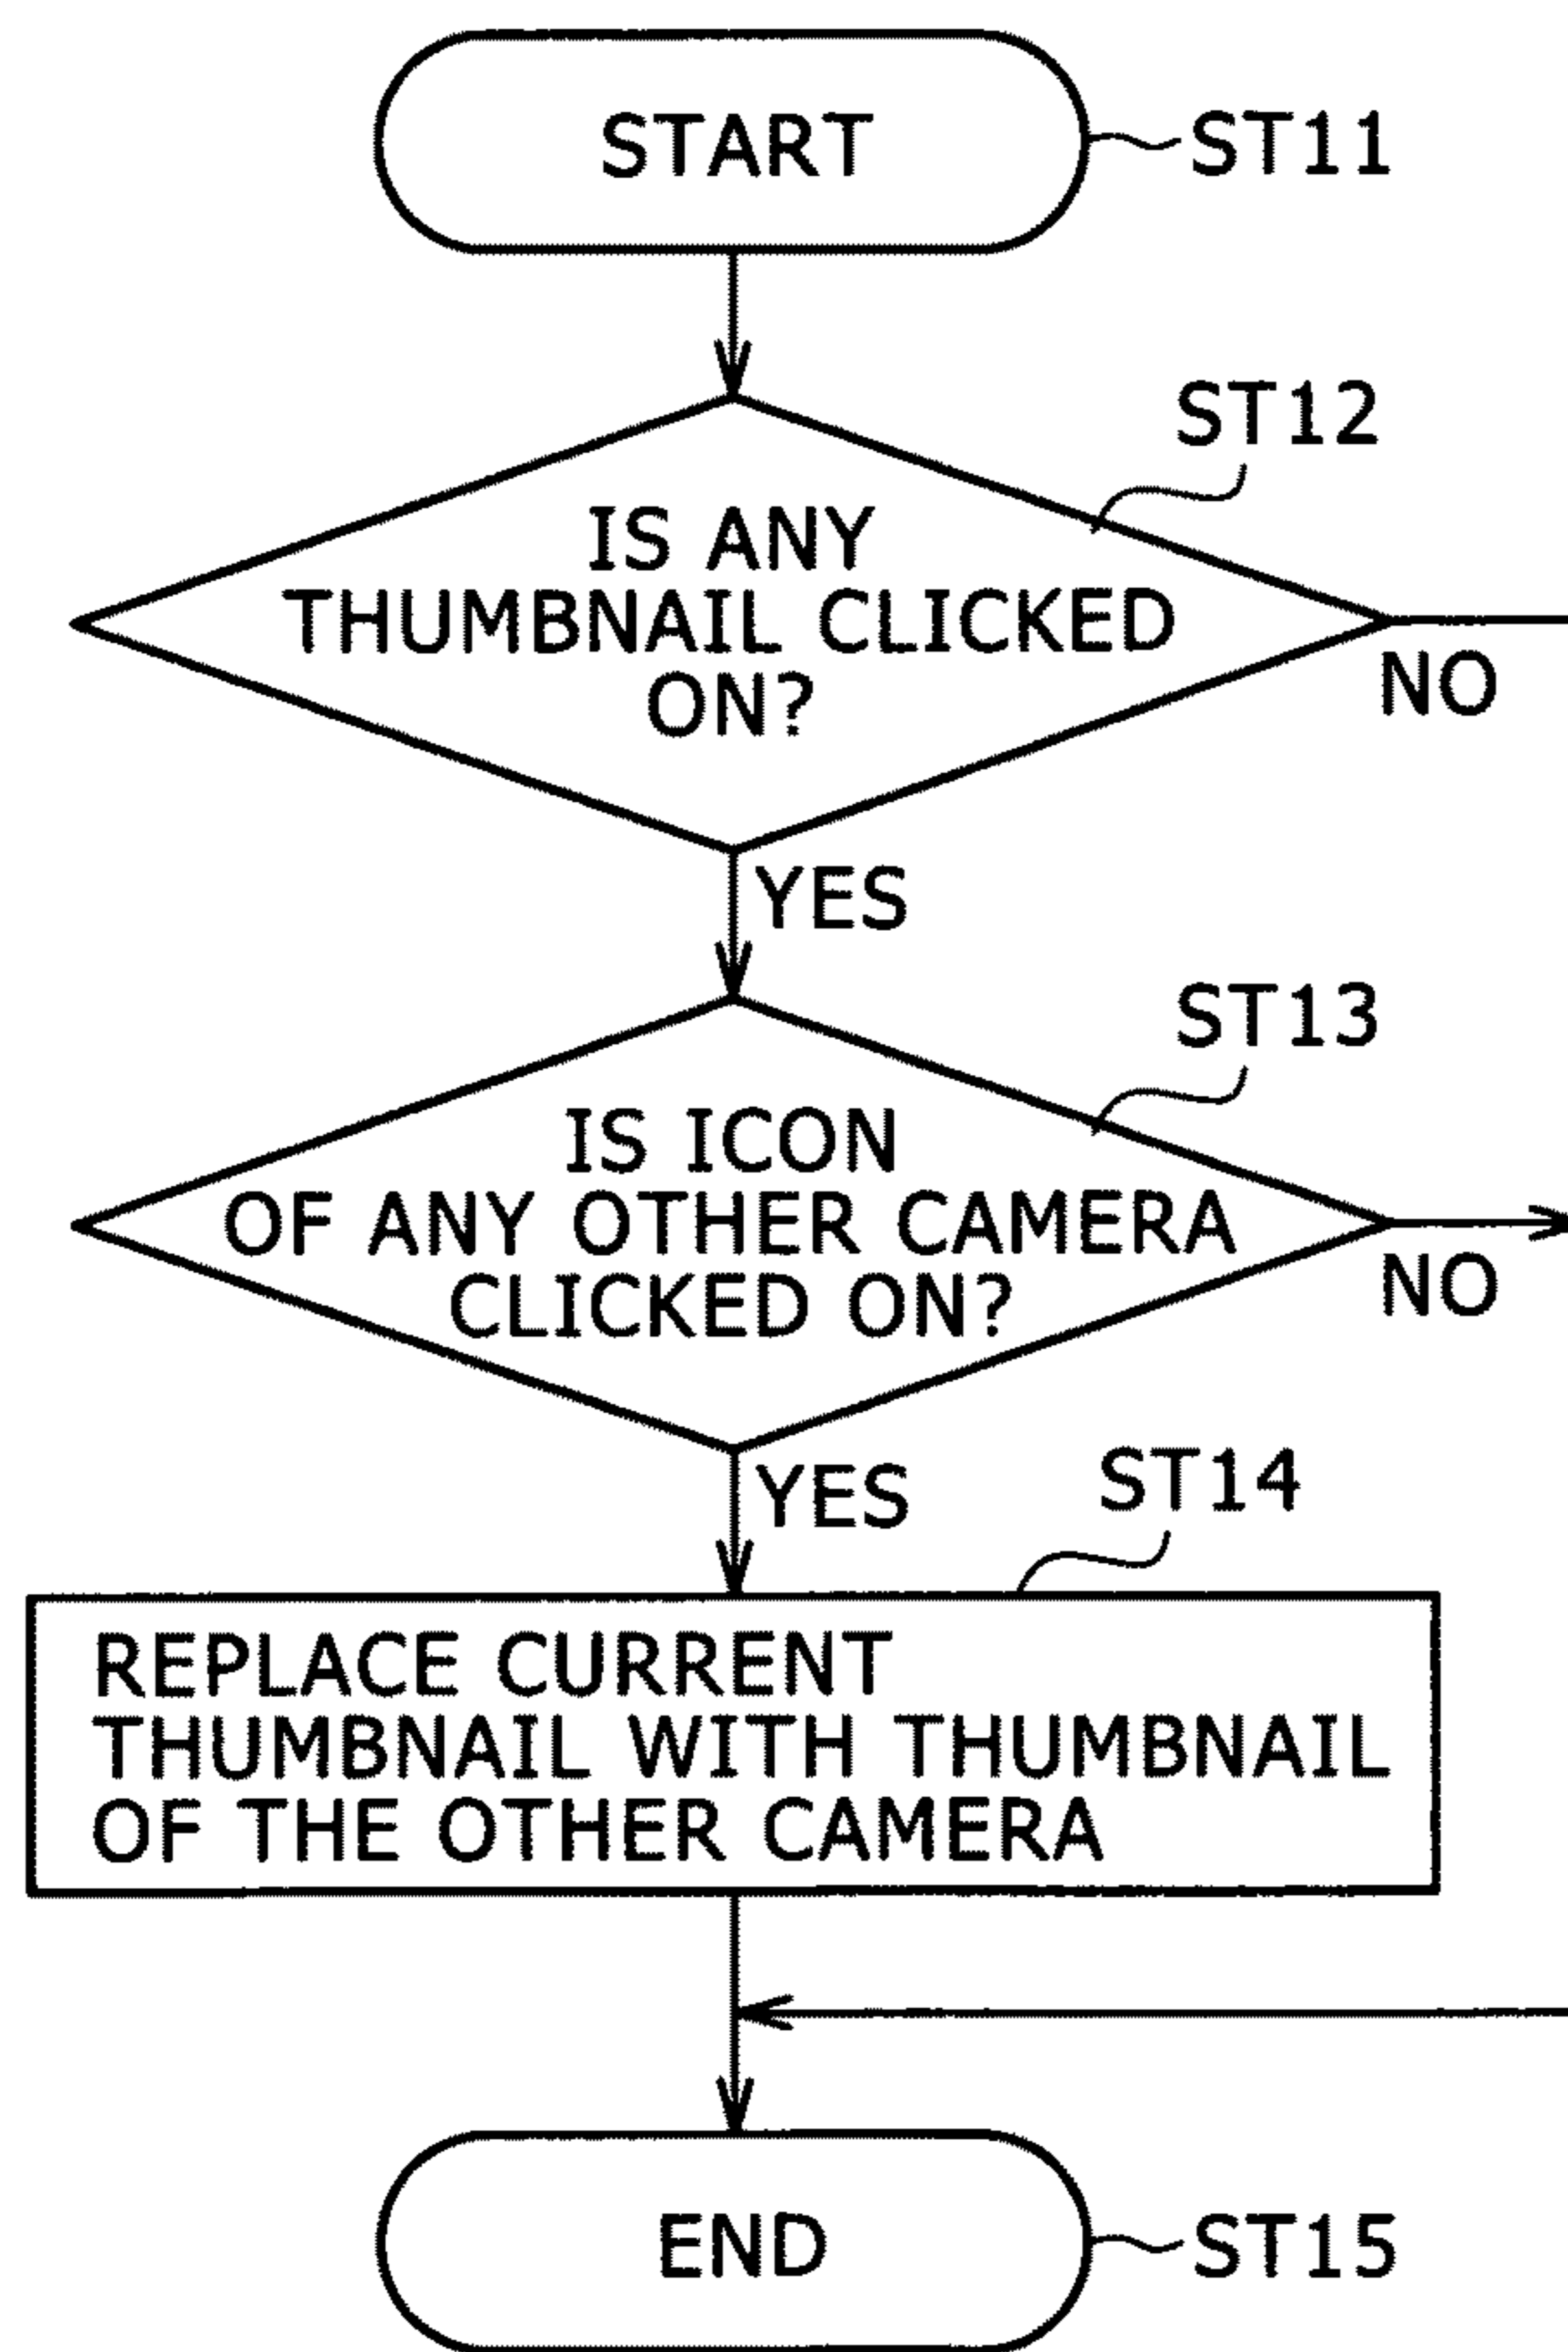 START
ST11
ST12
IS ANY
THUMBNAIL CLICKED
ON?
NO
YES
ST13
IS ICON
OF ANY OTHER CAMERA
CLICKED ON?
NO
YES
ST14
REPLACE CURRENT
THUMBNAIL WITH THUMBNAIL
OF THE OTHER CAMERA
END
ST15